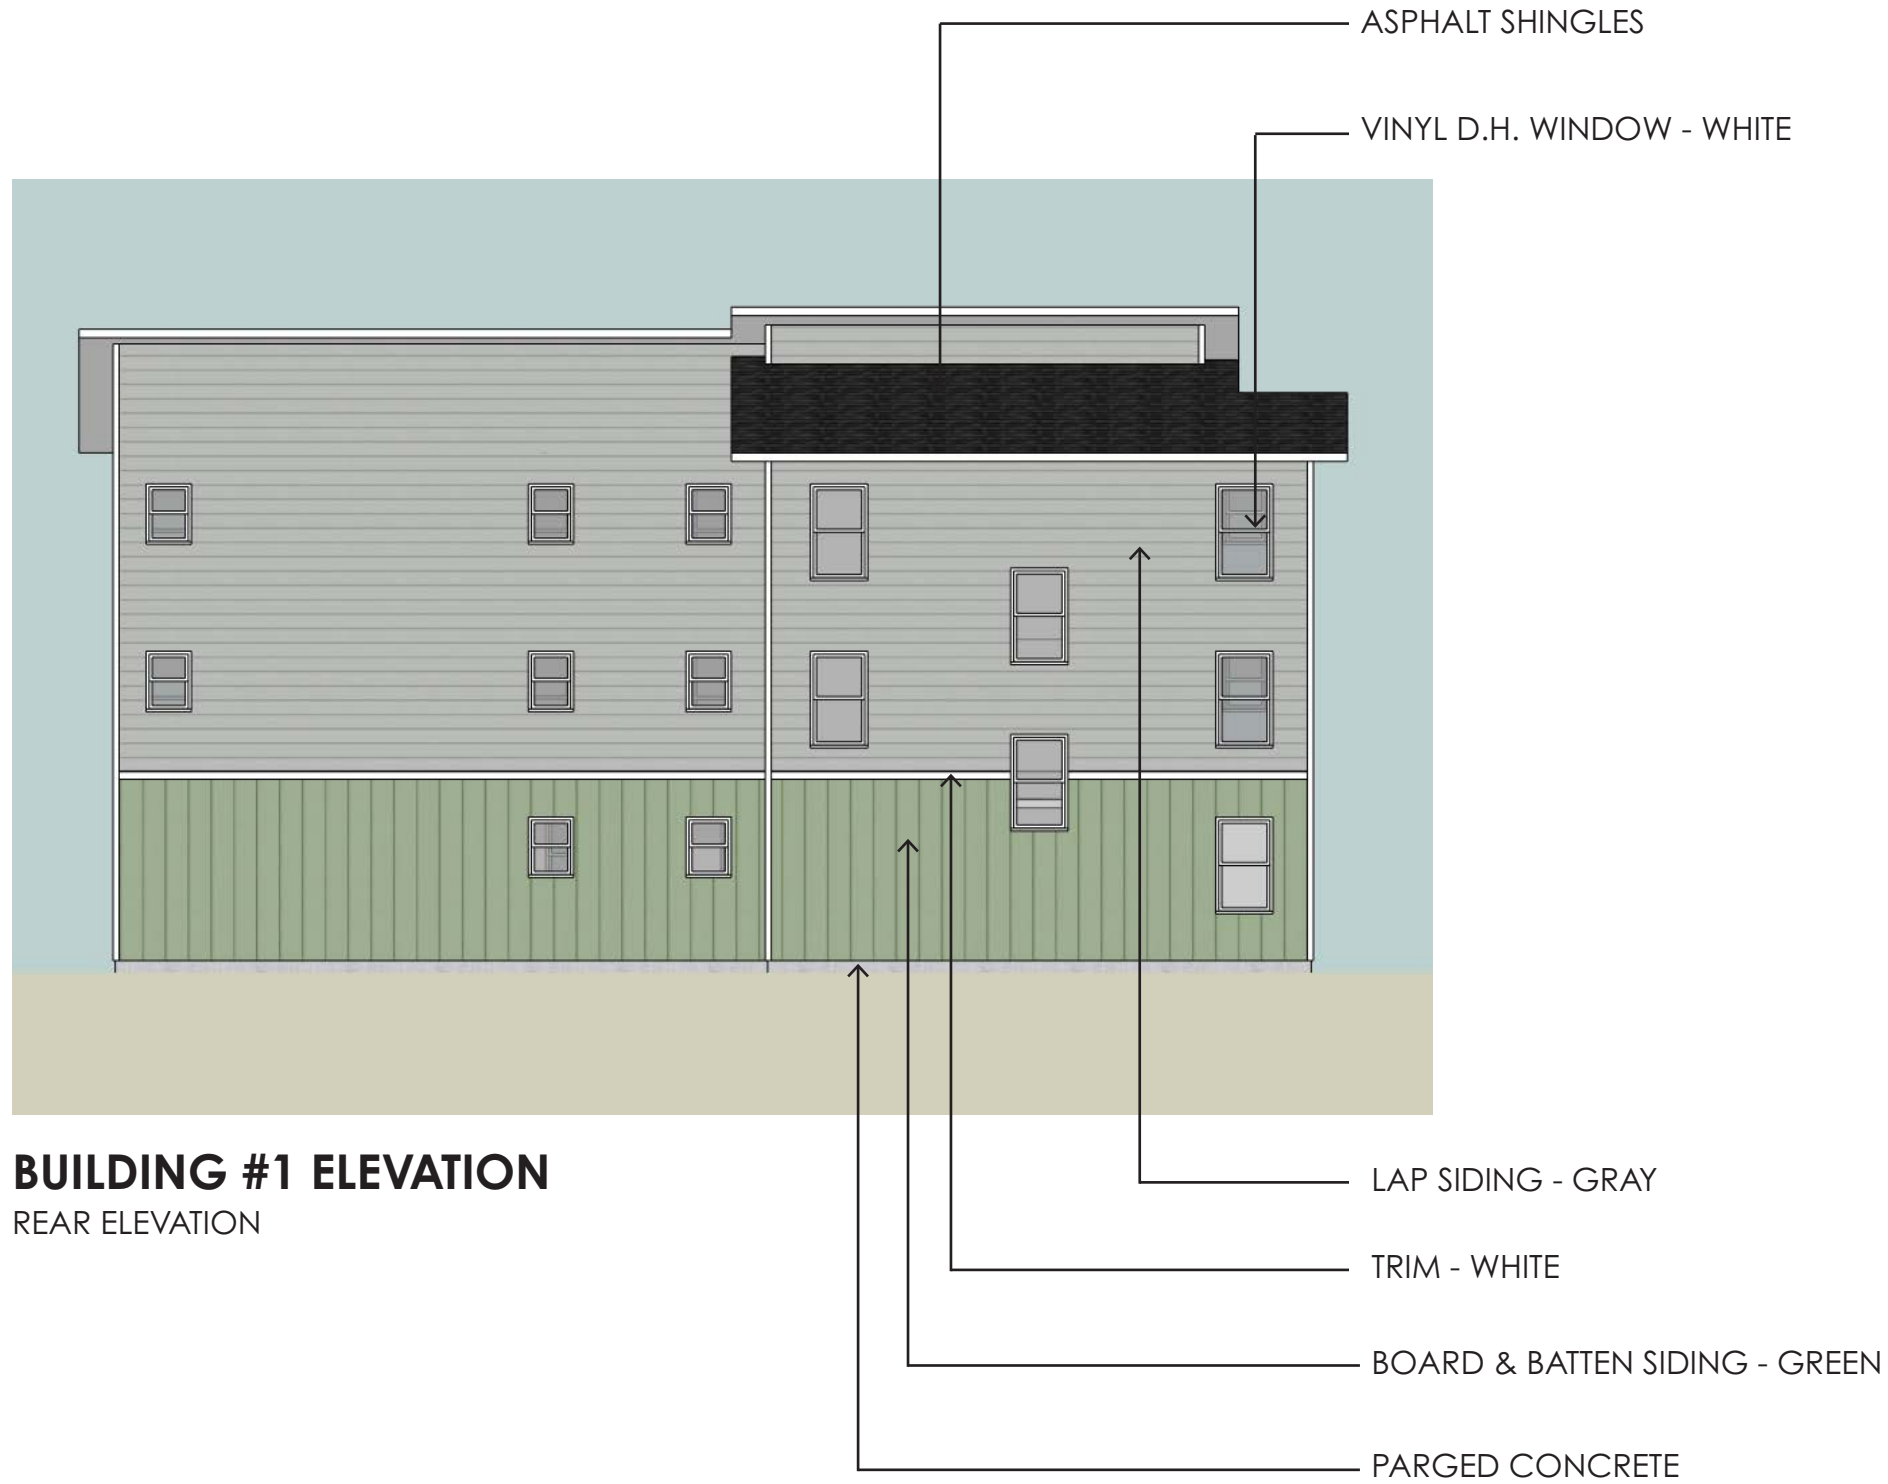 ASPHALT SHINGLES
VINYL D.H. WINDOW - WHITE
BUILDING #1 ELEVATION
REAR ELEVATION
LAP SIDING - GRAY
TRIM - WHITE
BOARD & BATTEN SIDING - GREEN
PARGED CONCRETE